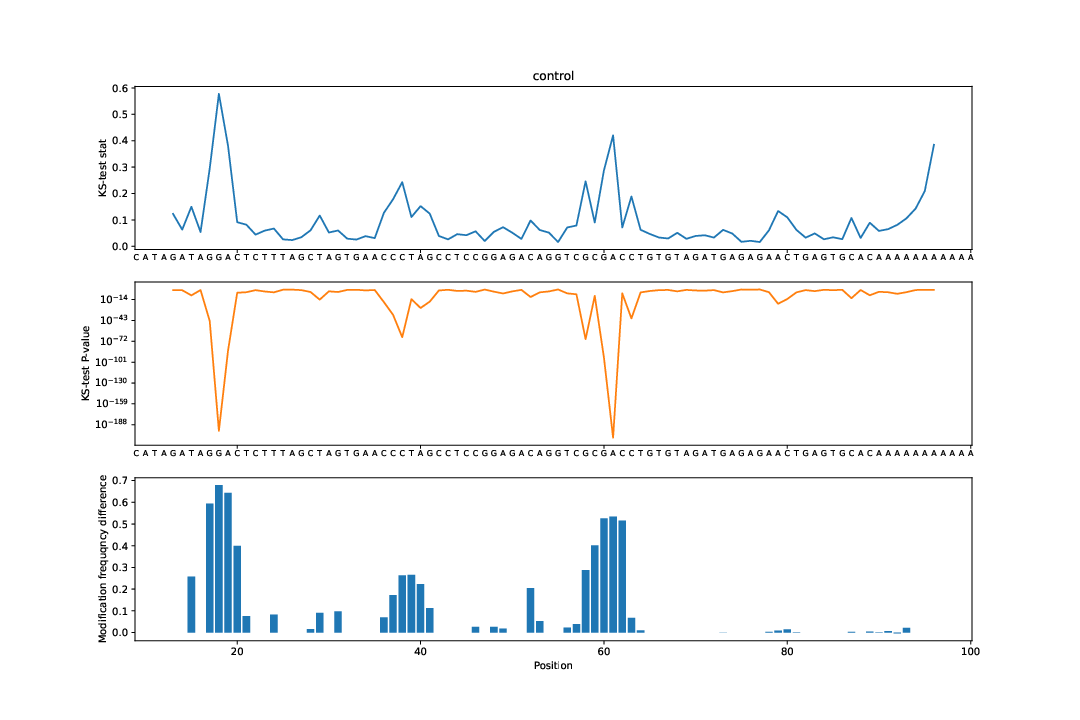 control
0.6
0.5
0.4
0.3
0.2
0.1
0.0
KS-test stat
C A T A G A T A G G A C T C T T T A G C T A G T G A A C C C T A G C C T C C G G A G A C A G G T C G C G A C C T G T G T A G A T G A G A G A A C T G A G T G C A C A A A A A A A A A A A
10⁻¹⁴
10⁻⁴³
10⁻⁷²
10⁻¹⁰¹
10⁻¹³⁰
10⁻¹⁵⁹
10⁻¹⁸⁸
KS-test P-value
C A T A G A T A G G A C T C T T T A G C T A G T G A A C C C T A G C C T C C G G A G A C A G G T C G C G A C C T G T G T A G A T G A G A G A A C T G A G T G C A C A A A A A A A A A A A
0.7
0.6
0.5
0.4
0.3
0.2
0.1
0.0
Modification frequqncy difference
20 40 60 80 100
Position